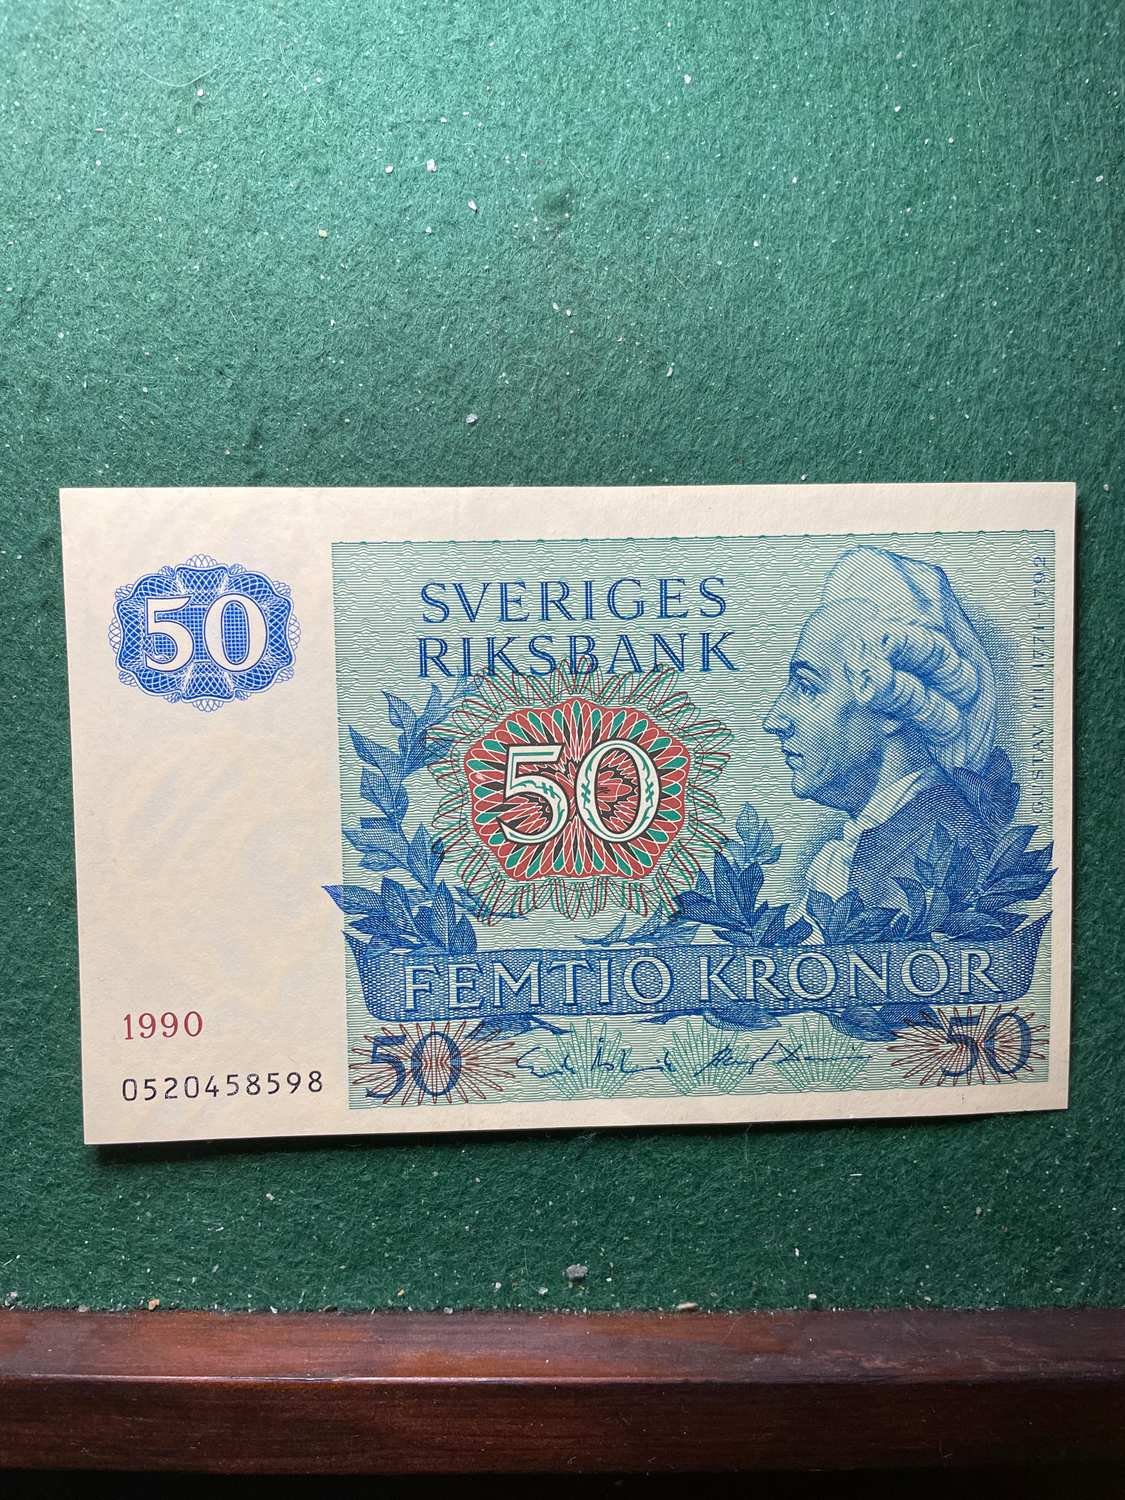 50
SVERIGES
RIKSBANK
50
GUSTAV III 1771-1792
FEMTIO KRONOR
1990
50
50
0520458598